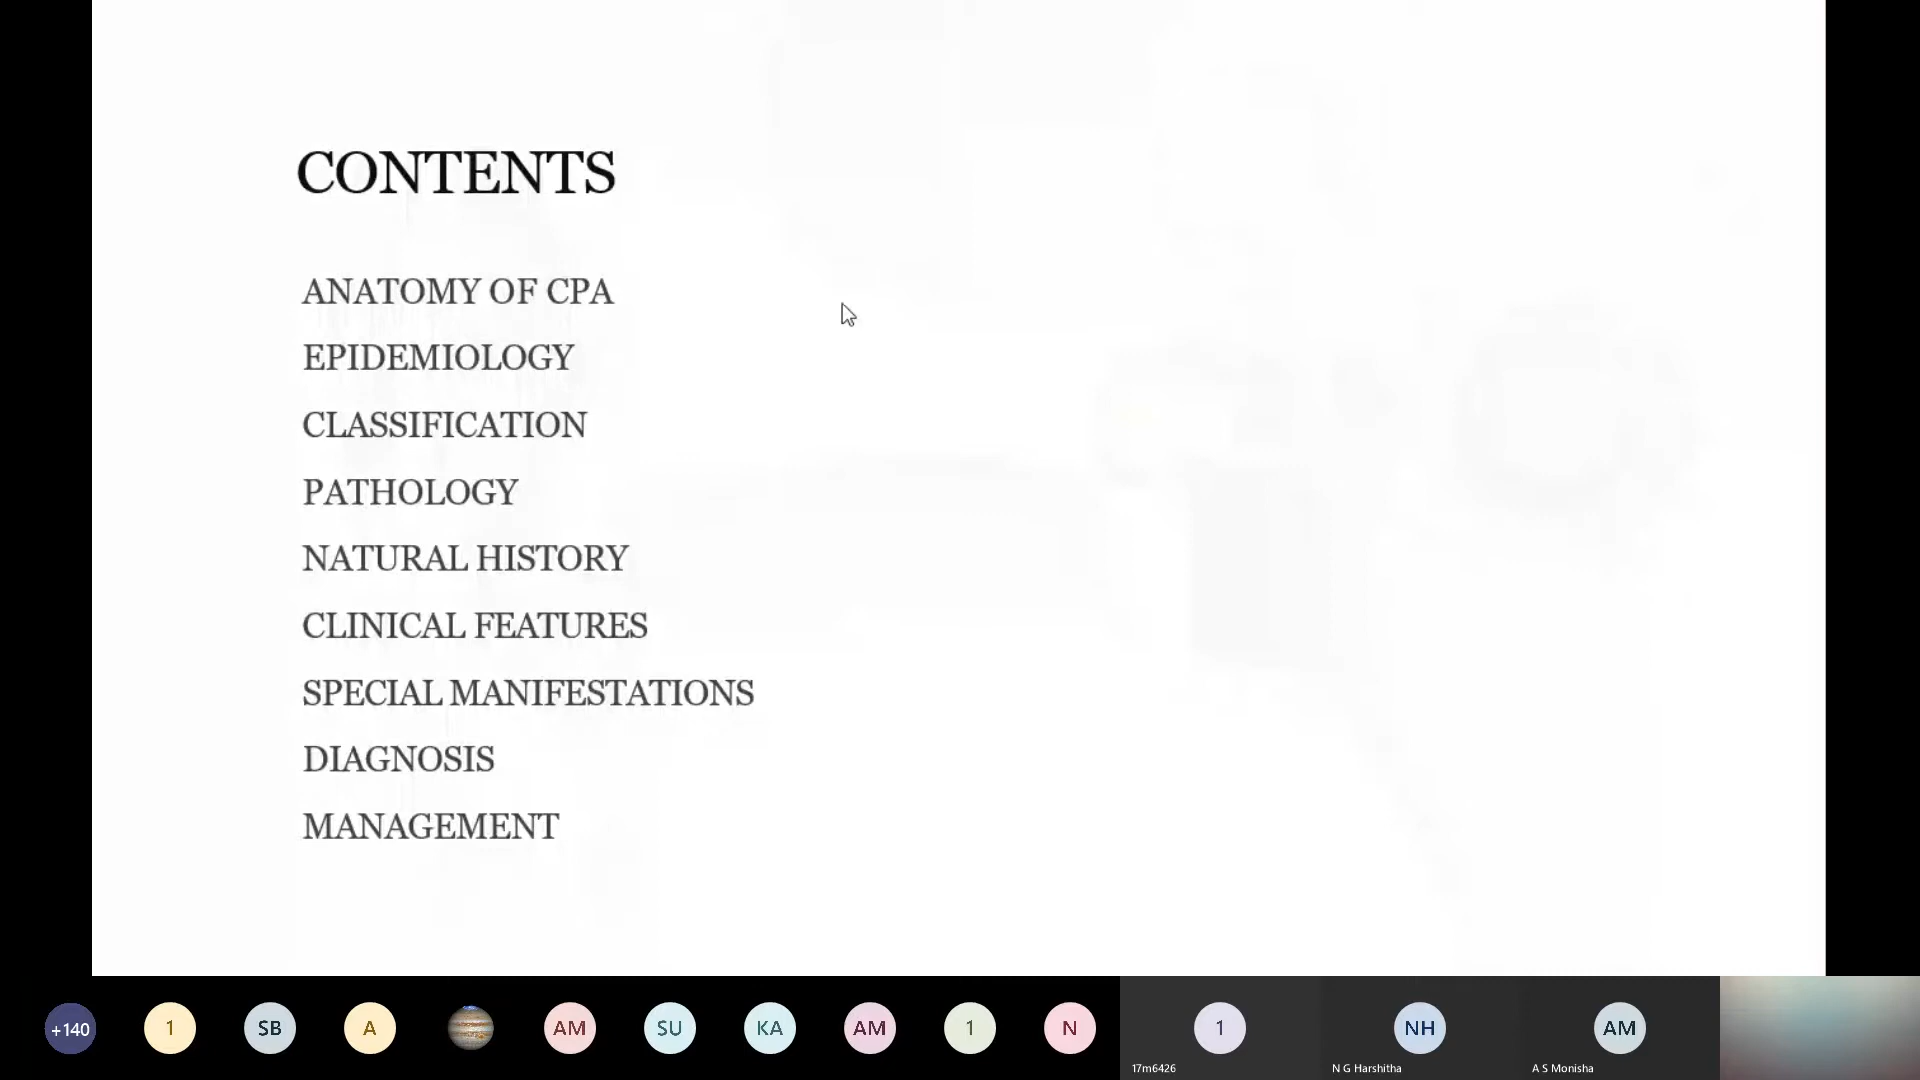 CONTENTS
ANATOMY OF CPA
EPIDEMIOLOGY
CLASSIFICATION
PATHOLOGY
NATURAL HISTORY
CLINICAL FEATURES
SPECIAL MANIFESTATIONS
DIAGNOSIS
MANAGEMENT
+140
1
SB
A
AM
SU
KA
AM
1
N
1
NH
AM
17m6426
N G Harshitha
A S Monisha